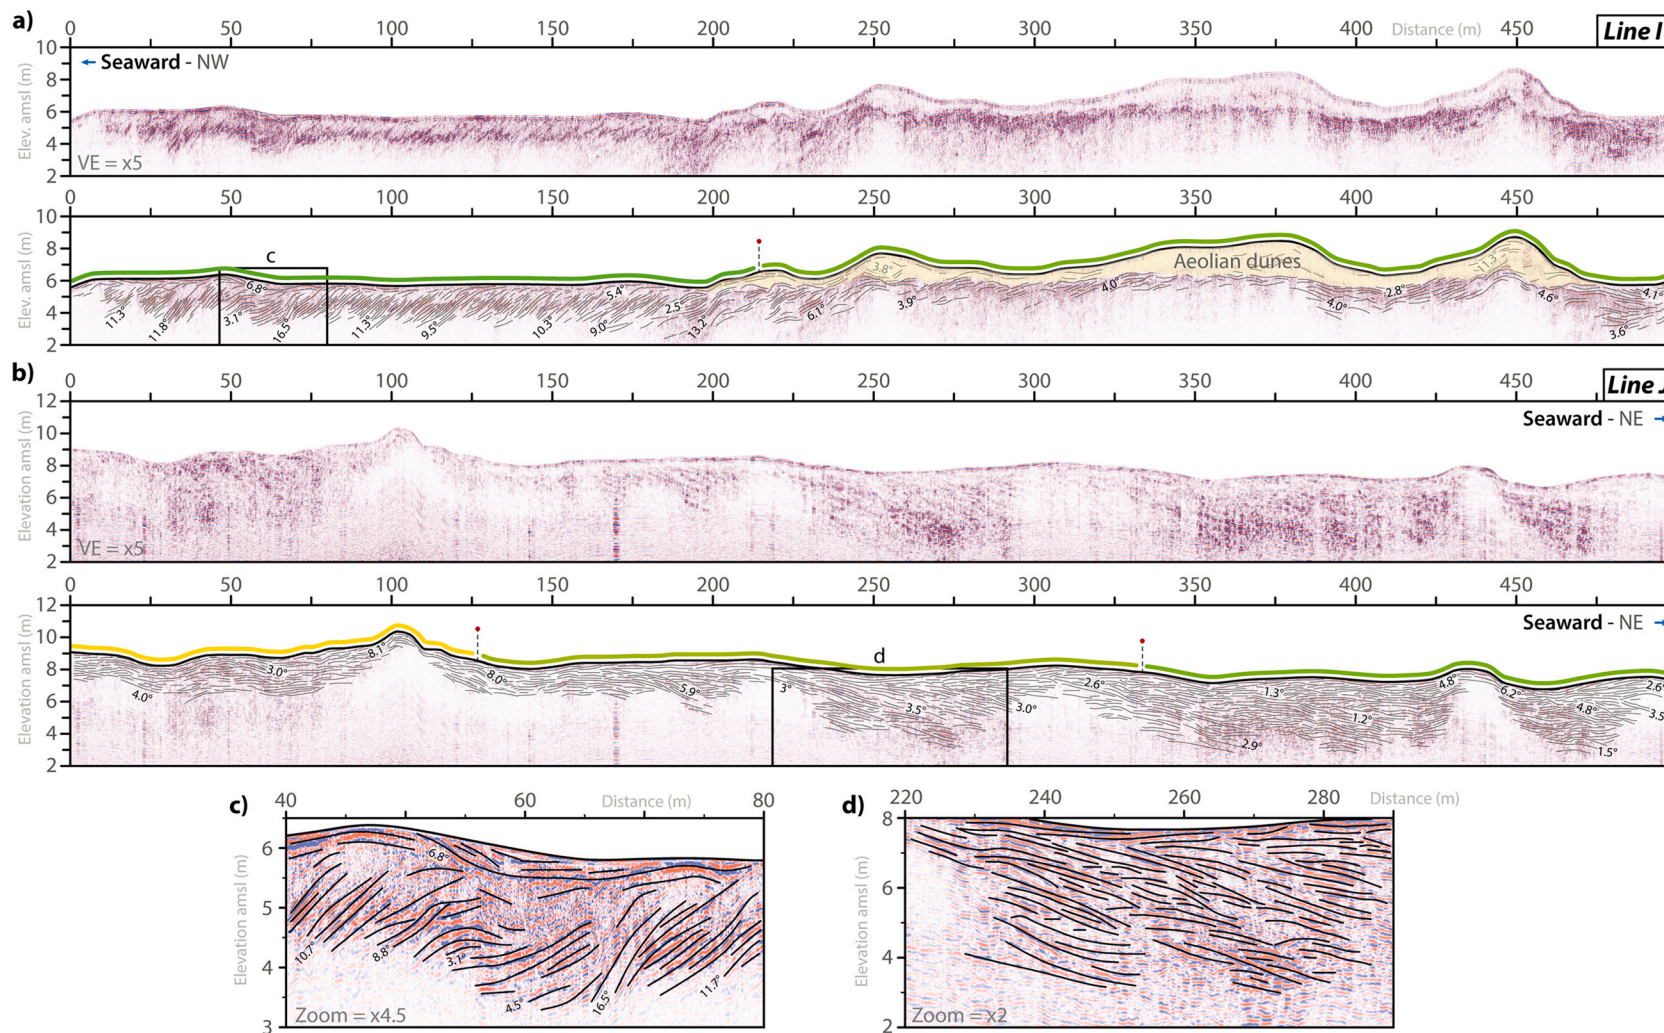 a)
0 50 100 150 200 250 300 350 400 Distance (m) 450 Line I
10
8
6
4
2
Elev. amsl (m)
← Seaward - NW
VE = x5
0 50 100 150 200 250 300 350 400 450
10
8
6
4
2
Elev. amsl (m)
c
Aeolian dunes
11.3° 11.8° 3.1° 6.8° 16.5° 11.3° 9.5° 10.3° 9.0° 5.4° 2.5° 13.2° 6.1° 3.8° 3.9° 4.0° 4.0° 2.8° 11.3° 4.6° 3.6° 4.1°
b)
0 50 100 150 200 250 300 350 400 450 Line J
12
10
8
6
4
2
Elevation amsl (m)
Seaward - NE →
VE = x5
0 50 100 150 200 250 300 350 400 450
12
10
8
6
4
2
Elevation amsl (m)
Seaward - NE →
d
4.0° 3.0° 8.1° 8.0° 5.9° 3° 3.5° 3.0° 2.6° 2.9° 1.3° 1.2° 4.8° 6.2° 4.8° 1.5° 2.6° 3.5
c)
40 60 Distance (m) 80
6
5
4
3
Elevation amsl (m)
6.8°
10.7° 8.8° 3.1° 4.5° 16.5° 11.7°
Zoom = x4.5
d)
220 240 260 280 Distance (m)
8
6
4
2
Elevation amsl (m)
Zoom = x2